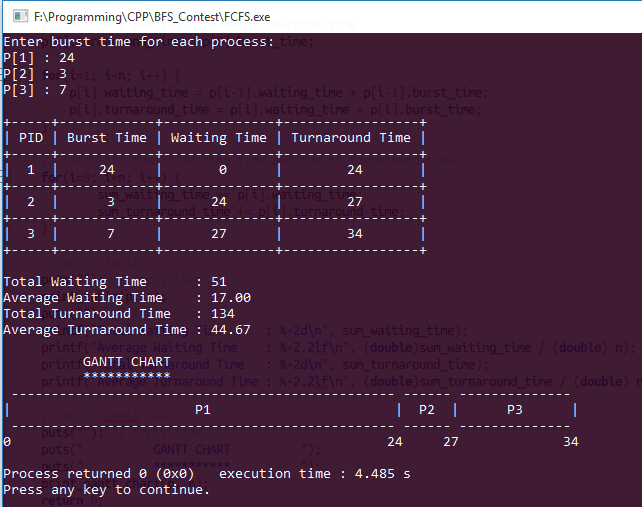 F:\Programming\CPP\BFS_Contest\FCFS.exe
Enter burst time for each process:
P[1] : 24
P[2] : 3
P[3] : 7
+-----+------------+--------------+-----------------+
| PID | Burst Time | Waiting Time | Turnaround Time |
+-----+------------+--------------+-----------------+
| 1 | 24 | 0 | 24 |
+-----+------------+--------------+-----------------+
| 2 | 3 | 24 | 27 |
+-----+------------+--------------+-----------------+
| 3 | 7 | 27 | 34 |
+-----+------------+--------------+-----------------+
Total Waiting Time : 51
Average Waiting Time : 17.00
Total Turnaround Time : 134
Average Turnaround Time : 44.67
GANTT CHART
***********
------------------------------------------------ ------ --------------
| P1 | P2 | P3 |
------------------------------------------------ ------ --------------
0 24 27 34
Process returned 0 (0x0) execution time : 4.485 s
Press any key to continue.